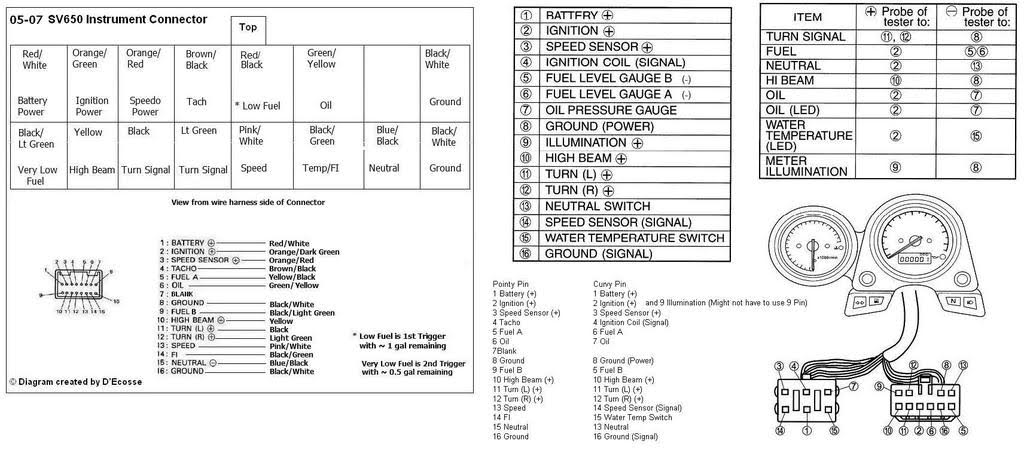 05-07 SV650 Instrument Connector
Top
Red/ White
Orange/ Green
Orange/ Red
Brown/ Black
Red/ Black
Green/ Yellow
Black/ White
Battery Power
Ignition Power
Speedo Power
Tach
* Low Fuel
Oil
Ground
Black/ Lt Green
Yellow
Black
Lt Green
Pink/ White
Black/ Green
Blue/ Black
Black/ White
Very Low Fuel
High Beam
Turn Signal
Turn Signal
Speed
Temp/FI
Neutral
Ground
View from wire harness side of Connector
1 : BATTERY ⊕ Red/White
2 : IGNITION ⊕ Orange/Dark Green
3 : SPEED SENSOR ⊕ Orange/Red
4 : TACHO Brown/Black
5 : FUEL A Yellow/Black
6 : OIL Green/Yellow
7 : BLANK
8 : GROUND Black/White
9 : FUEL B Black/Light Green
10 : HIGH BEAM ⊕ Yellow
11 : TURN (L) ⊕ Black
12 : TURN (R) ⊕ Light Green
13 : SPEED Pink/White
14 : FI Black/Green
15 : NEUTRAL ⊖ Blue/Black
16 : GROUND Black/White
* Low Fuel is 1st Trigger
with ~ 1 gal remaining
Very Low Fuel is 2nd Trigger
with ~ 0.5 gal remaining
© Diagram created by D'Ecosse
9
10
10 11 12 13 14 15
① BATTFRY ⊕
② IGNITION ⊕
③ SPEED SENSOR ⊕
④ IGNITION COIL (SIGNAL)
⑤ FUEL LEVEL GAUGE B (-)
⑥ FUEL LEVEL GAUGE A (-)
⑦ OIL PRESSURE GAUGE
⑧ GROUND (POWER)
⑨ ILLUMINATION ⊕
⑩ HIGH BEAM ⊕
⑪ TURN (L) ⊕
⑫ TURN (R) ⊕
⑬ NEUTRAL SWITCH
⑭ SPEED SENSOR (SIGNAL)
⑮ WATER TEMPERATURE SWITCH
⑯ GROUND (SIGNAL)
Pointy Pin
1 Battery (+)
2 Ignition (+)
3 Speed Sensor (+)
4 Tacho
5 Fuel A
6 Oil
7Blank
8 Ground
9 Fuel B
10 High Beam (+)
11 Turn (L) (+)
12 Turn (R) (+)
13 Speed
14 FI
15 Neutral
16 Ground
Curvy Pin
1 Battery (+)
2 Ignition (+) and 9 Illumination (Might not have to use 9 Pin)
3 Speed Sensor (+)
4 Ignition Coil (Signal)
6 Fuel A
7 Oil
8 Ground (Power)
5 Fuel B
10 High Beam (+)
11 Turn (L) (+)
12 Turn (R) (+)
14 Speed Sensor (Signal)
15 Water Temp Switch
13 Neutral
16 Ground (Signal)
ITEM ⊕ Probe of tester to: ⊖ Probe of tester to:
TURN SIGNAL ⑪, ⑫ ⑧
FUEL ② ⑤⑥
NEUTRAL ② ⑬
HI BEAM ⑩ ⑧
OIL ② ⑦
OIL (LED) ② ⑦
WATER TEMPERATURE (LED) ② ⑮
METER ILLUMINATION ⑨ ⑧
000001
N
③ ④ ⑦
⑭ ① ⑮
⑨ ⑫ ⑧ ⑬
⑩ ⑪ ② ⑥ ⑯ ⑤